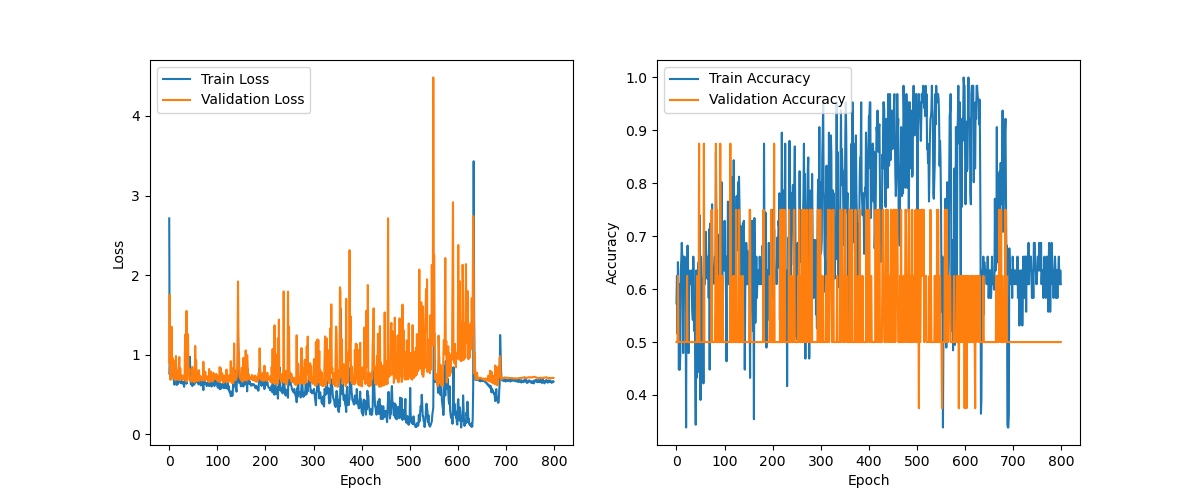 Train Loss
Validation Loss
4
3
2
1
0
Loss
0 100 200 300 400 500 600 700 800
Epoch
Train Accuracy
Validation Accuracy
1.0
0.9
0.8
0.7
0.6
0.5
0.4
Accuracy
0 100 200 300 400 500 600 700 800
Epoch